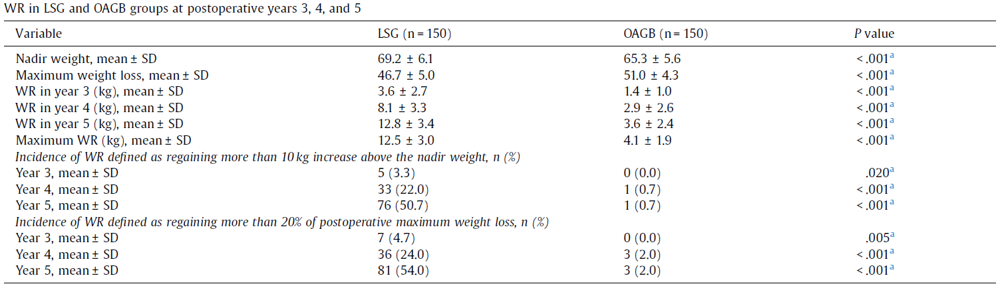 WR in LSG and OAGB groups at postoperative years 3, 4, and 5
Variable LSG (n = 150) OAGB (n = 150) P value
Nadir weight, mean ± SD 69.2 ± 6.1 65.3 ± 5.6 < .001a
Maximum weight loss, mean ± SD 46.7 ± 5.0 51.0 ± 4.3 < .001a
WR in year 3 (kg), mean ± SD 3.6 ± 2.7 1.4 ± 1.0 < .001a
WR in year 4 (kg), mean ± SD 8.1 ± 3.3 2.9 ± 2.6 < .001a
WR in year 5 (kg), mean ± SD 12.8 ± 3.4 3.6 ± 2.4 < .001a
Maximum WR (kg), mean ± SD 12.5 ± 3.0 4.1 ± 1.9 < .001a
Incidence of WR defined as regaining more than 10 kg increase above the nadir weight, n (%)
Year 3, mean ± SD 5 (3.3) 0 (0.0) .020a
Year 4, mean ± SD 33 (22.0) 1 (0.7) < .001a
Year 5, mean ± SD 76 (50.7) 1 (0.7) < .001a
Incidence of WR defined as regaining more than 20% of postoperative maximum weight loss, n (%)
Year 3, mean ± SD 7 (4.7) 0 (0.0) .005a
Year 4, mean ± SD 36 (24.0) 3 (2.0) < .001a
Year 5, mean ± SD 81 (54.0) 3 (2.0) < .001a